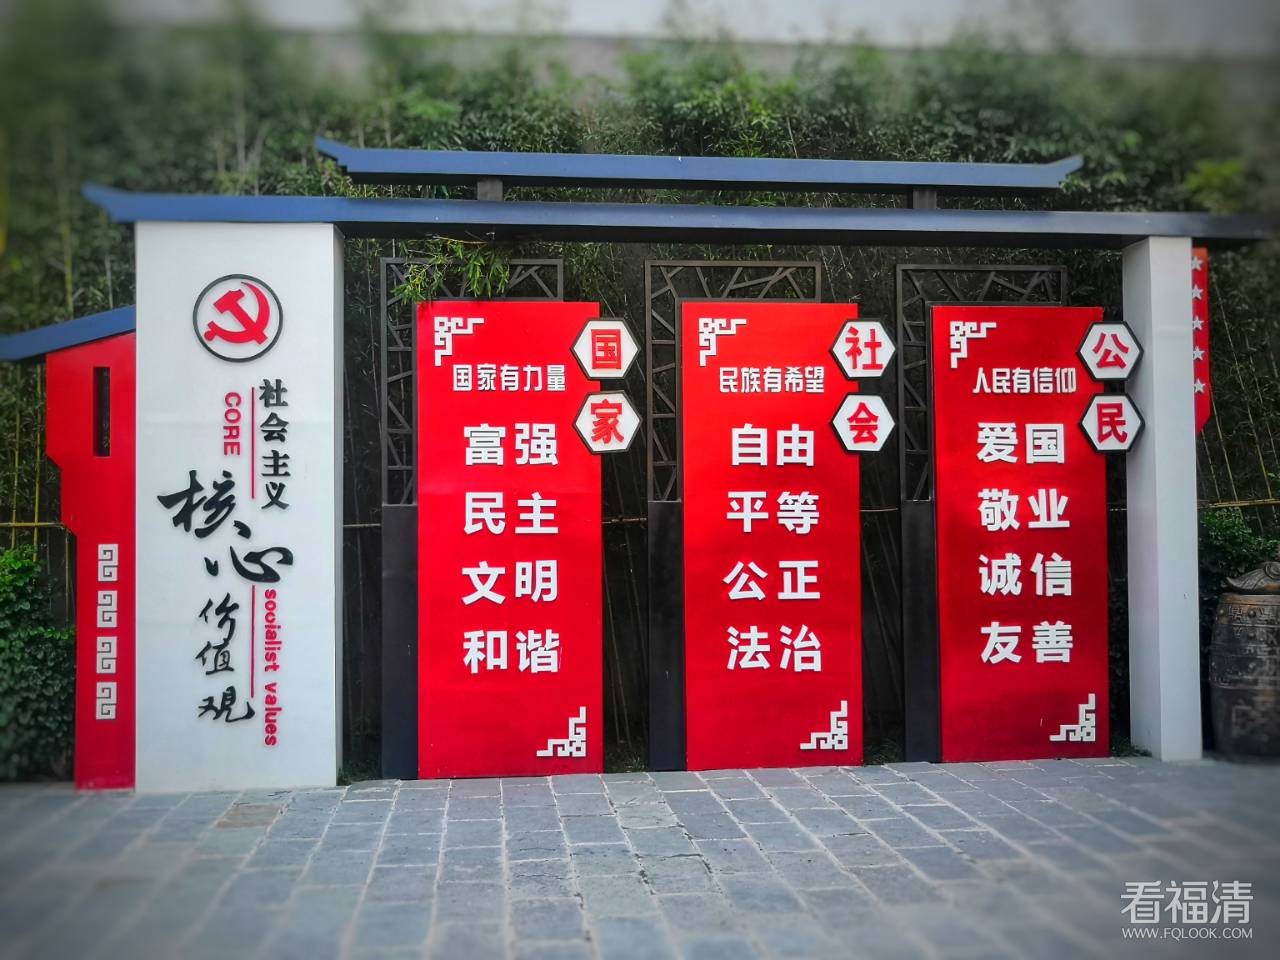 社会主义
CORE
核心
价值观
socialist values
国家
国家有力量
富强
民主
文明
和谐
社会
民族有希望
自由
平等
公正
法治
公民
人民有信仰
爱国
敬业
诚信
友善
看福清
WWW.FQLOOK.COM